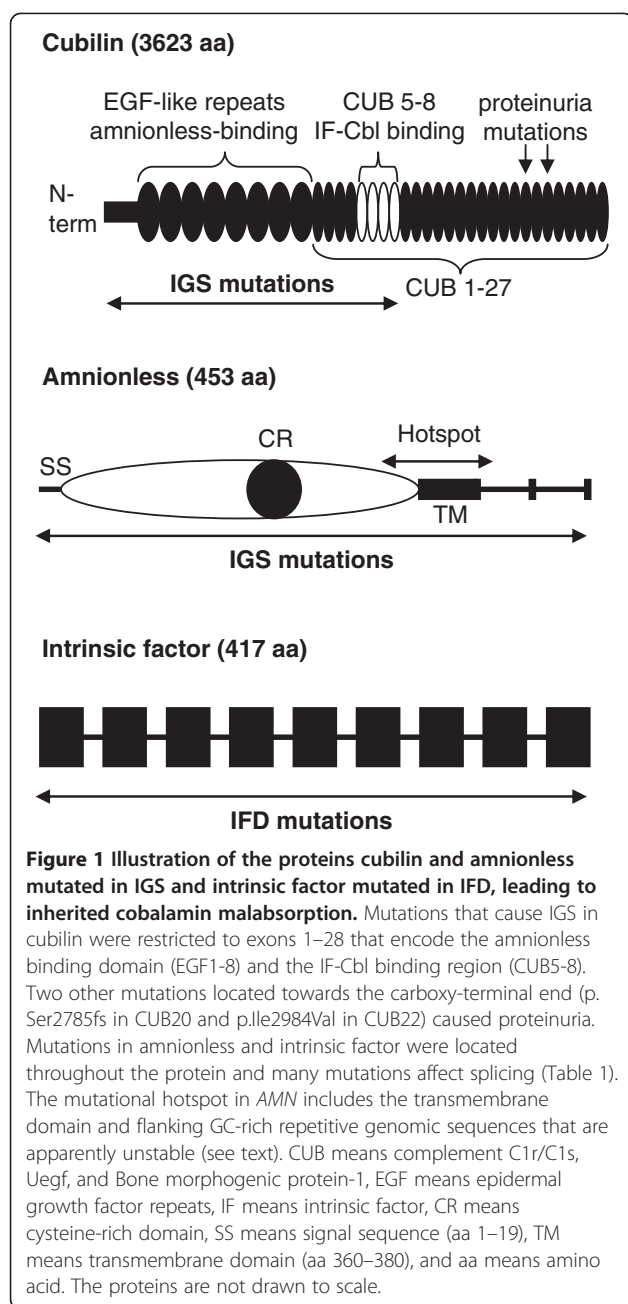 Cubilin (3623 aa)
EGF-like repeats
amnionless-binding
CUB 5-8
IF-Cbl binding
proteinuria
mutations
N-
term
IGS mutations
CUB 1-27
Amnionless (453 aa)
SS
CR
Hotspot
TM
IGS mutations
Intrinsic factor (417 aa)
IFD mutations
Figure 1 Illustration of the proteins cubilin and amnionless
mutated in IGS and intrinsic factor mutated in IFD, leading to
inherited cobalamin malabsorption. Mutations that cause IGS in
cubilin were restricted to exons 1–28 that encode the amnionless
binding domain (EGF1-8) and the IF-Cbl binding region (CUB5-8).
Two other mutations located towards the carboxy-terminal end (p.
Ser2785fs in CUB20 and p.Ile2984Val in CUB22) caused proteinuria.
Mutations in amnionless and intrinsic factor were located
throughout the protein and many mutations affect splicing (Table 1).
The mutational hotspot in AMN includes the transmembrane
domain and flanking GC-rich repetitive genomic sequences that are
apparently unstable (see text). CUB means complement C1r/C1s,
Uegf, and Bone morphogenic protein-1, EGF means epidermal
growth factor repeats, IF means intrinsic factor, CR means
cysteine-rich domain, SS means signal sequence (aa 1–19), TM
means transmembrane domain (aa 360–380), and aa means amino
acid. The proteins are not drawn to scale.